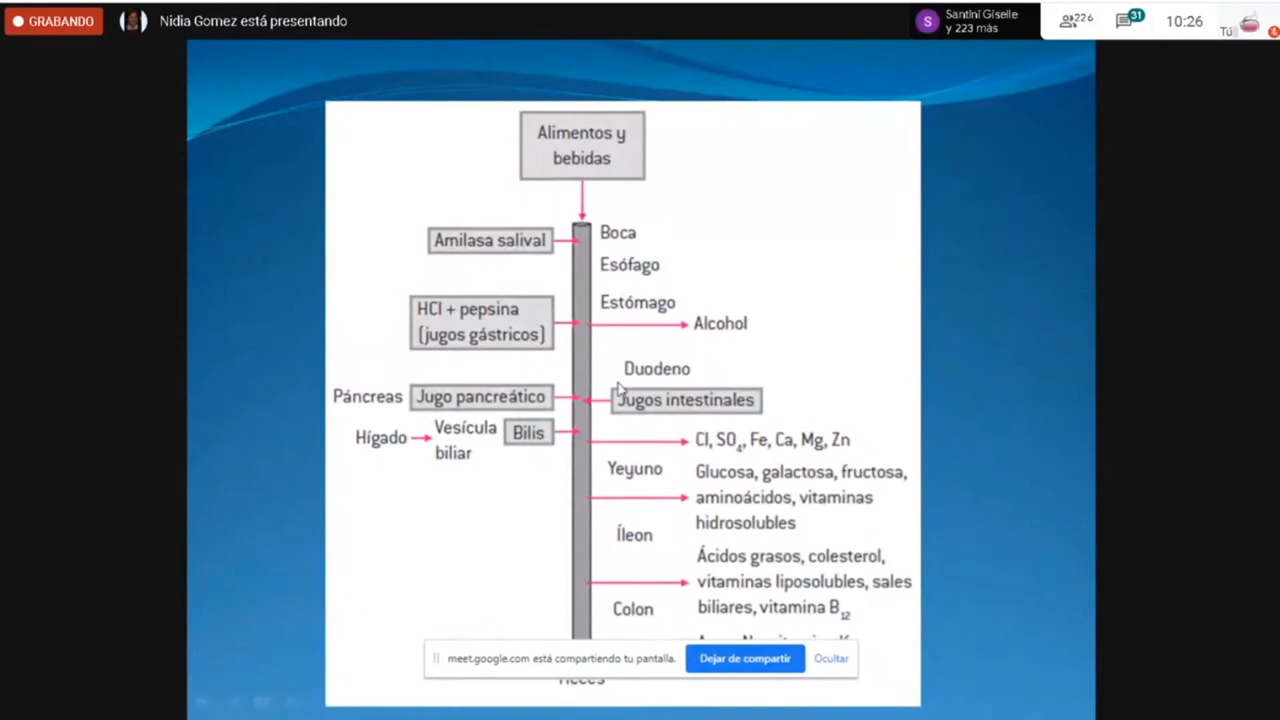 GRABANDO
Nidia Gomez está presentando
S
Santini Giselle
y 223 más
226
31
10:26
Tú
Alimentos y
bebidas
Amilasa salival
Boca
Esófago
HCl + pepsina
(jugos gástricos)
Estómago
Alcohol
Duodeno
Páncreas
Jugo pancreático
Jugos intestinales
Hígado
Vesícula
biliar
Bilis
Cl, SO4, Fe, Ca, Mg, Zn
Yeyuno
Glucosa, galactosa, fructosa,
aminoácidos, vitaminas
hidrosolubles
Íleon
Ácidos grasos, colesterol,
vitaminas liposolubles, sales
biliares, vitamina B12
Colon
meet.google.com está compartiendo tu pantalla.
Dejar de compartir
Ocultar